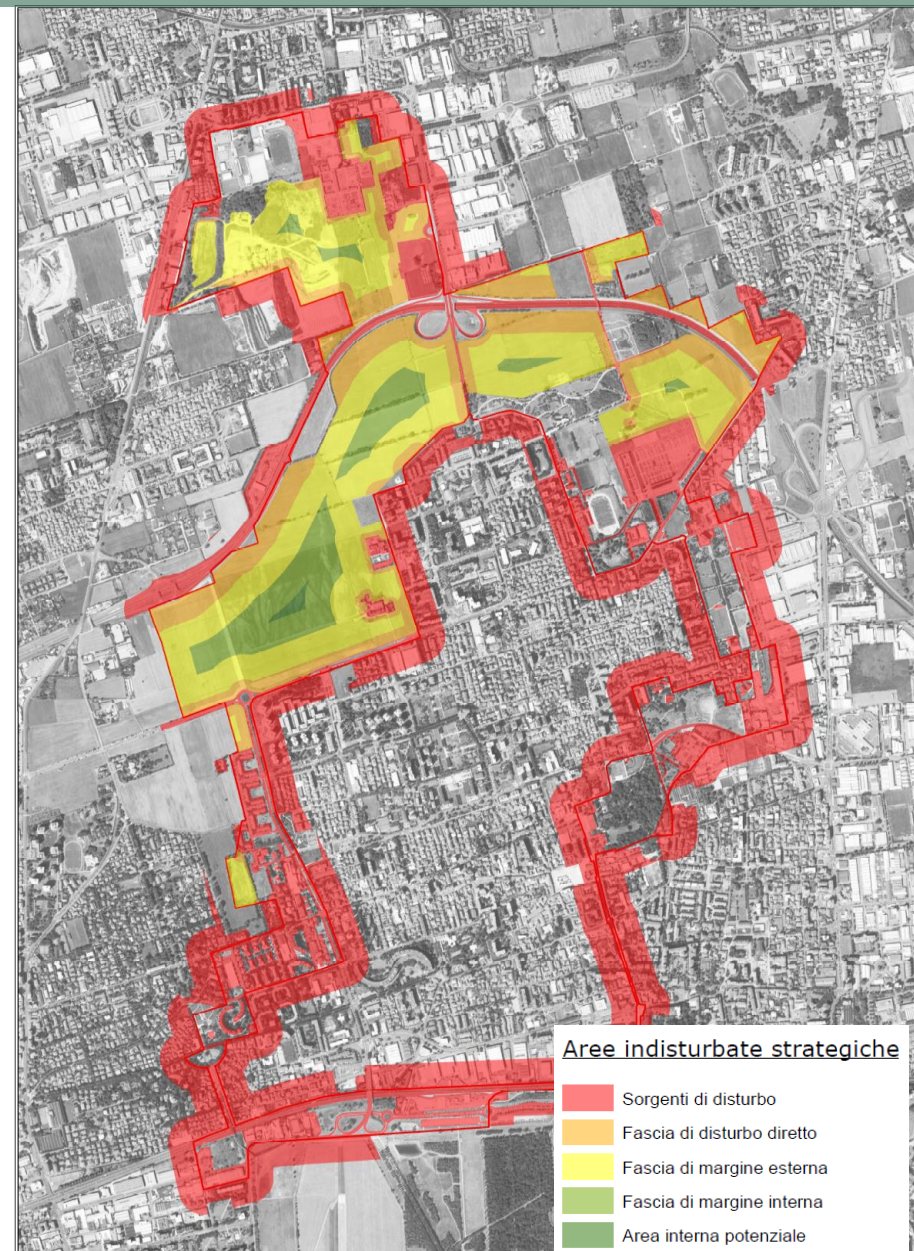 Aree indisturbate strategiche
Sorgenti di disturbo
Fascia di disturbo diretto
Fascia di margine esterna
Fascia di margine interna
Area interna potenziale